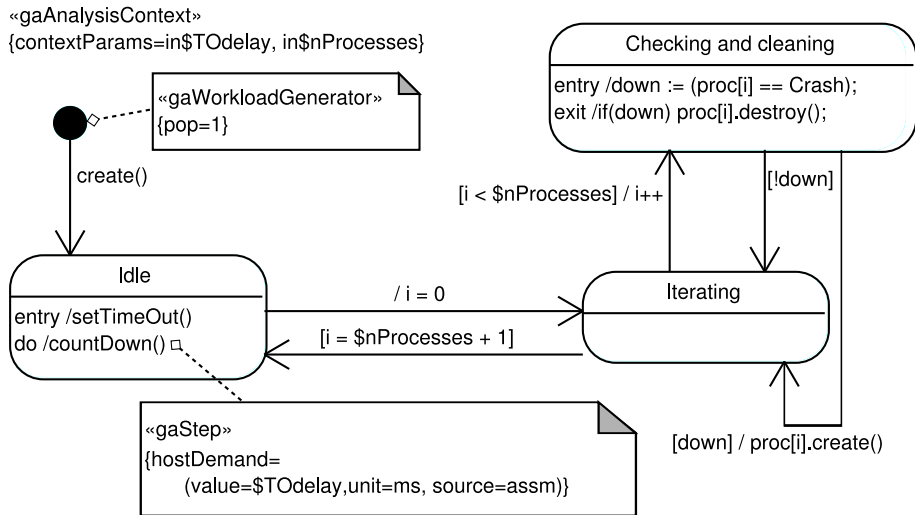 «gaAnalysisContext»
{contextParams=in$TOdelay, in$nProcesses}
«gaWorkloadGenerator»
{pop=1}
create()
Checking and cleaning
entry /down := (proc[i] == Crash);
exit /if(down) proc[i].destroy();
[i < $nProcesses] / i++
[!down]
Idle
entry /setTimeOut()
do /countDown()
/ i = 0
[i = $nProcesses + 1]
Iterating
[down] / proc[i].create()
«gaStep»
{hostDemand=
(value=$TOdelay,unit=ms, source=assm)}